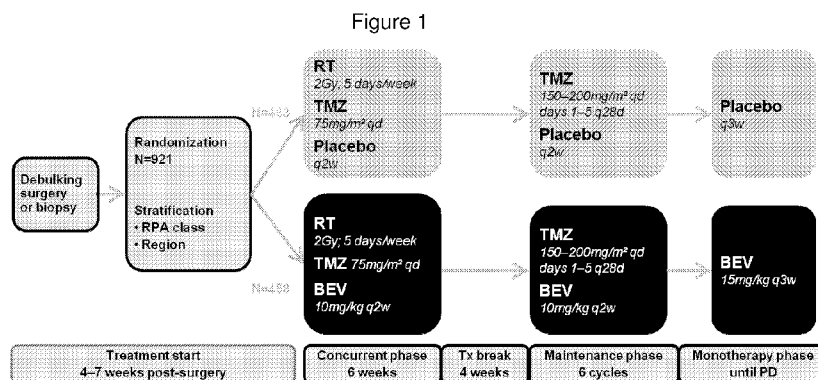 Figure 1
RT
2Gy; 5 days/week
TMZ
75mg/m² qd
Placebo
q2w
TMZ
150–200mg/m² qd
days 1–5 q28d
Placebo
q2w
Placebo
q3w
Randomization
N=921
Stratification
• RPA class
• Region
Debulking
surgery
or biopsy
RT
2Gy; 5 days/week
TMZ 75mg/m² qd
BEV
10mg/kg q2w
TMZ
150–200mg/m² qd
days 1–5 q28d
BEV
10mg/kg q2w
BEV
15mg/kg q3w
Treatment start
4–7 weeks post-surgery
Concurrent phase
6 weeks
Tx break
4 weeks
Maintenance phase
6 cycles
Monotherapy phase
until PD